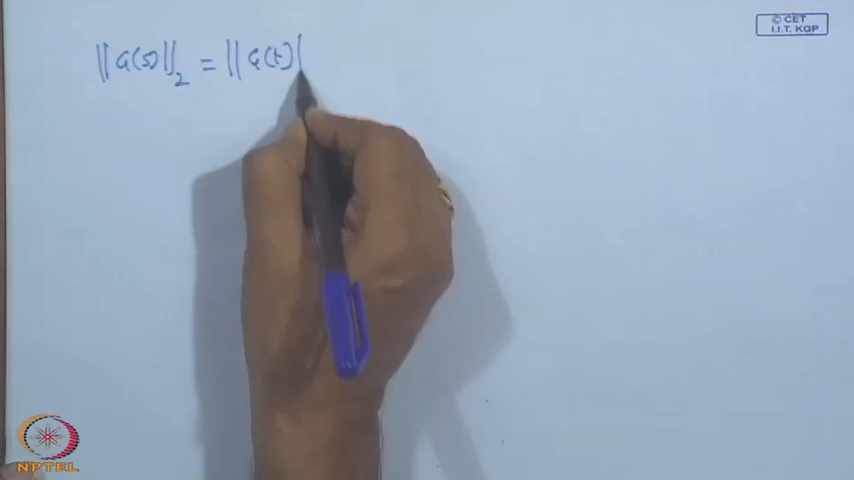 © CET
I.I.T. KGP
||G(s)||₂ = ||G(t)|
NPTEL